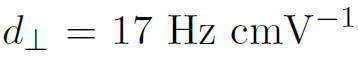 d⊥ = 17 Hz cmV⁻¹